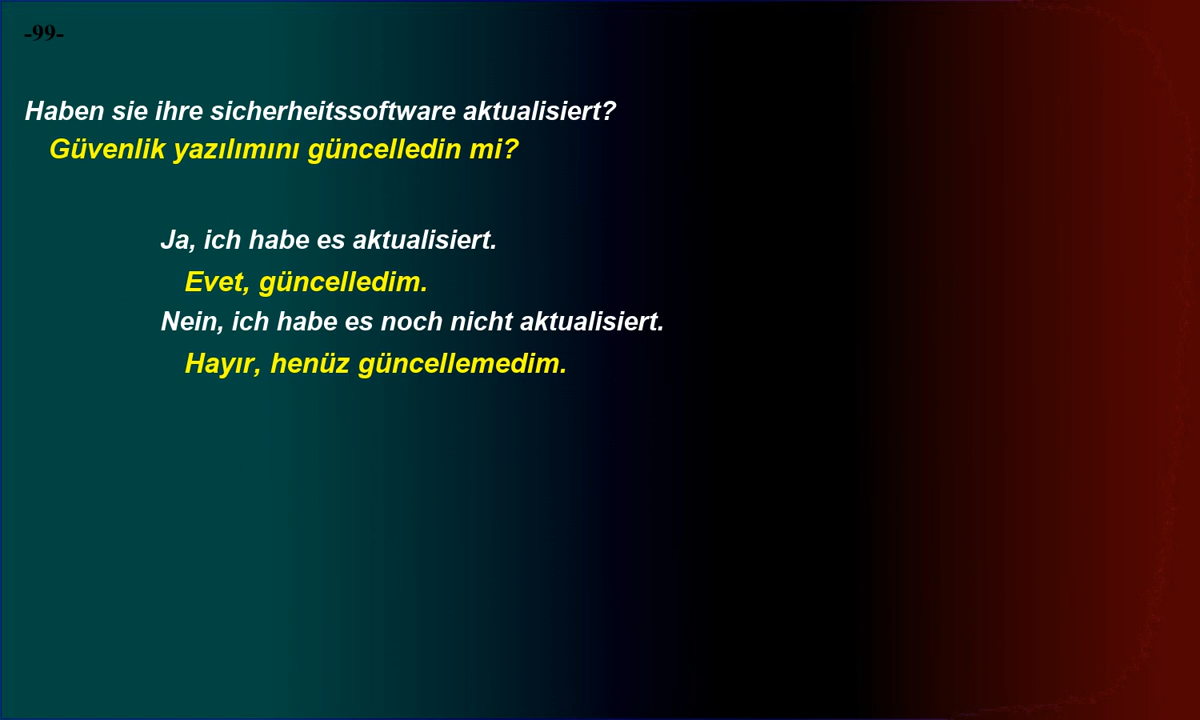 -99-
Haben sie ihre sicherheitssoftware aktualisiert?
Güvenlik yazılımını güncelledin mi?
Ja, ich habe es aktualisiert.
Evet, güncelledim.
Nein, ich habe es noch nicht aktualisiert.
Hayır, henüz güncellemedim.